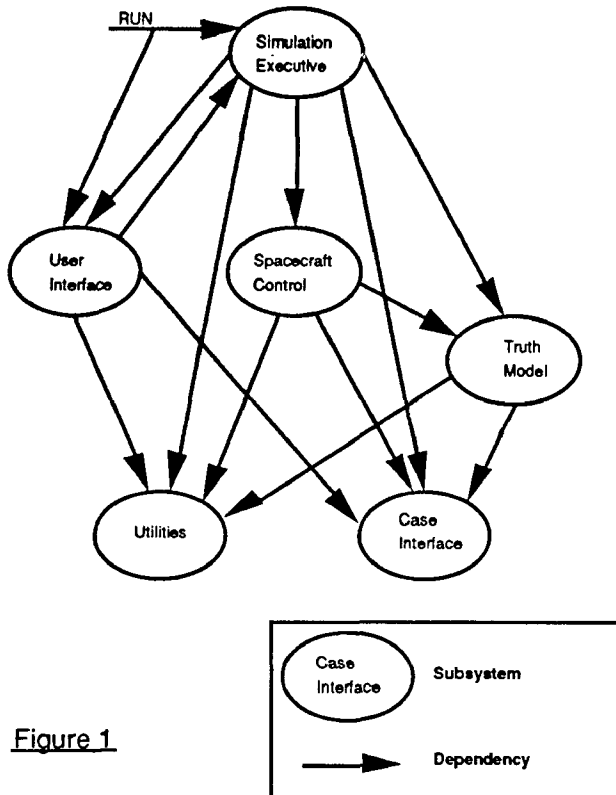 RUN
Simulation
Executive
User
Interface
Spacecraft
Control
Truth
Model
Utilities
Case
Interface
Case
Interface
Subsystem
Figure 1
Dependency